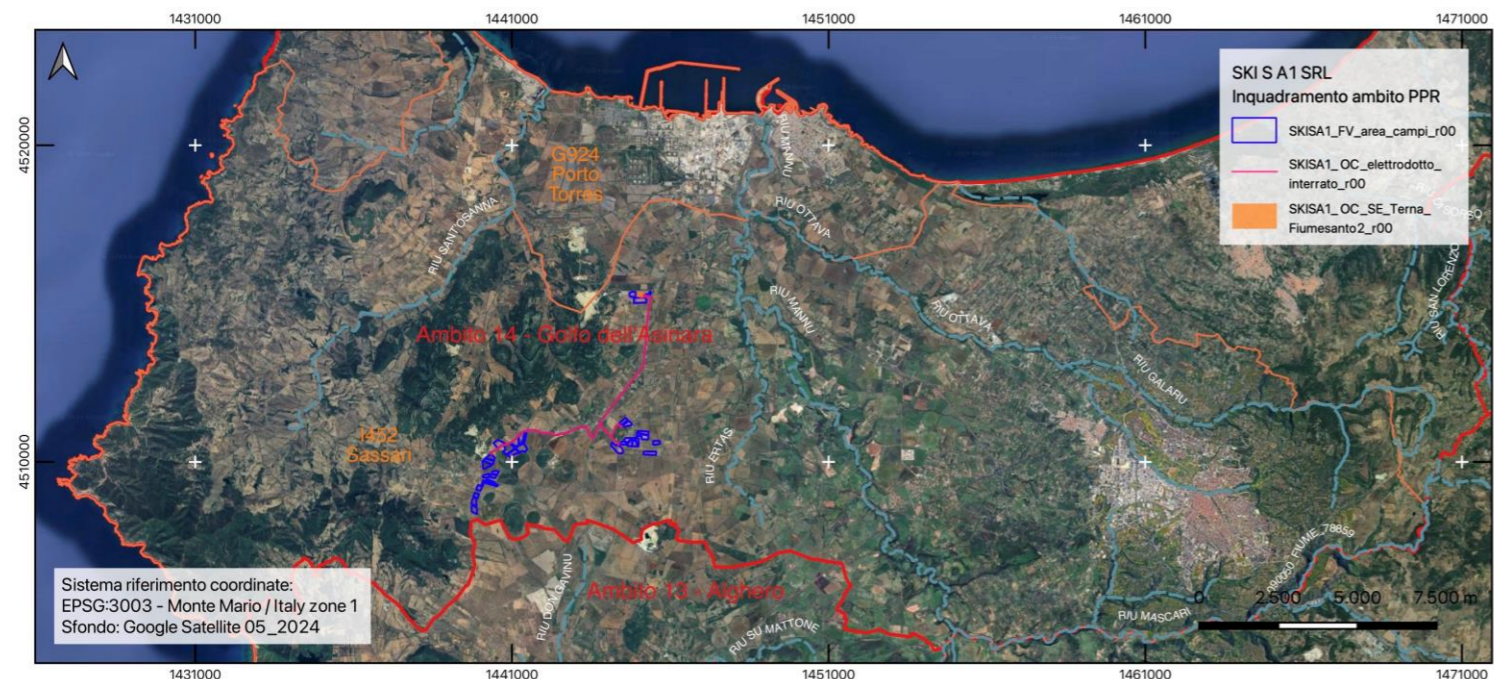 1431000
1441000
1451000
1461000
1471000
4520000
4510000
SKI S A1 SRL
Inquadramento ambito PPR
SKISA1_FV_area_campi_r00
SKISA1_OC_elettrodotto_
interrato_r00
SKISA1_OC_SE_Terna_
Fiumesanto2_r00
G924
Porto
Torres
RIU MANNU
RIU SANT'OSANNA
RIU OTTAVA
RIU SAN LORENZO
RIU MANNU
RIU OTTAVA
Ambito 14 - Golfo dell'Asinara
RIU GALARU
I452
Sassari
RIU ERTAS
090050_FIUME_78859
Ambito 13 - Alghero
RIU DON GAVINU
RIU SU MATTONE
RIU MASCARI
0 2.500 5.000 7.500 m
Sistema riferimento coordinate:
EPSG:3003 - Monte Mario / Italy zone 1
Sfondo: Google Satellite 05_2024
1431000
1441000
1451000
1461000
1471000